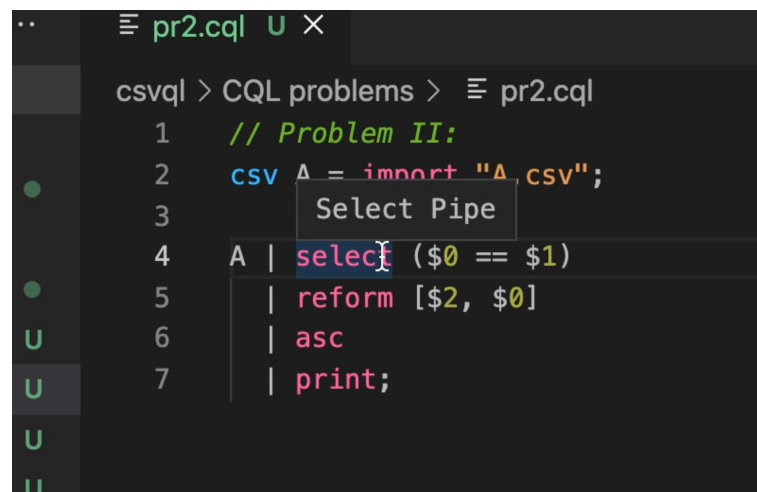 pr2.cql U
csvql > CQL problems > pr2.cql
1 // Problem II:
2 csv A = import "A.csv";
Select Pipe
3
4 A | select ($0 == $1)
5 | reform [$2, $0]
6 | asc
7 | print;
U
U
U
U